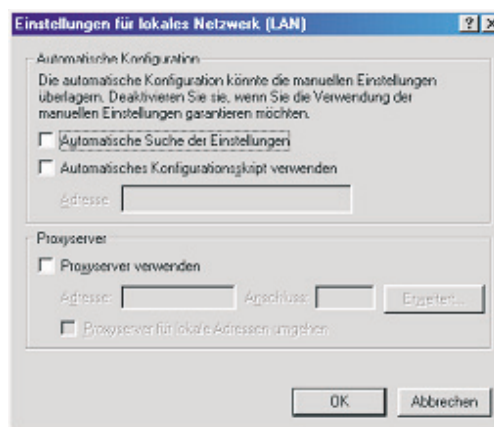 Einstellungen für lokales Netzwerk (LAN)
Automatische Konfiguration
Die automatische Konfiguration könnte die manuellen Einstellungen
überlagern. Deaktivieren Sie sie, wenn Sie die Verwendung der
manuellen Einstellungen garantieren möchten.
Automatische Suche der Einstellungen
Automatisches Konfigurationsskript verwenden
Adresse
Proxyserver
Proxyserver verwenden
Adresse: Anschluss: Erweitert...
Proxyserver für lokale Adressen umgehen
OK Abbrechen